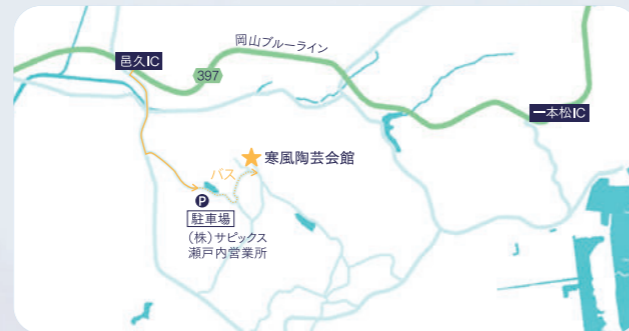 岡山ブルーライン
邑久IC
397
一本松IC
寒風陶芸会館
バス
P
駐車場
(株)サピックス
瀬戸内営業所